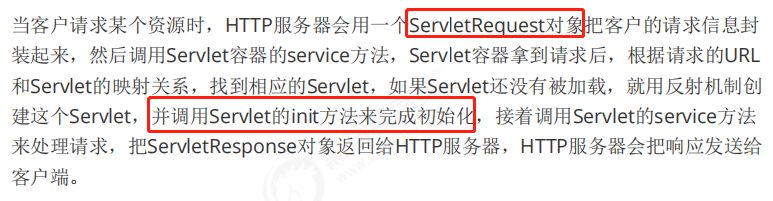 当客户请求某个资源时，HTTP服务器会用一个ServletRequest对象把客户的请求信息封
装起来，然后调用Servlet容器的service方法，Servlet容器拿到请求后，根据请求的URL
和Servlet的映射关系，找到相应的Servlet，如果Servlet还没有被加载，就用反射机制创
建这个Servlet，并调用Servlet的init方法来完成初始化，接着调用Servlet的service方法
来处理请求，把ServletResponse对象返回给HTTP服务器，HTTP服务器会把响应发送给
客户端。